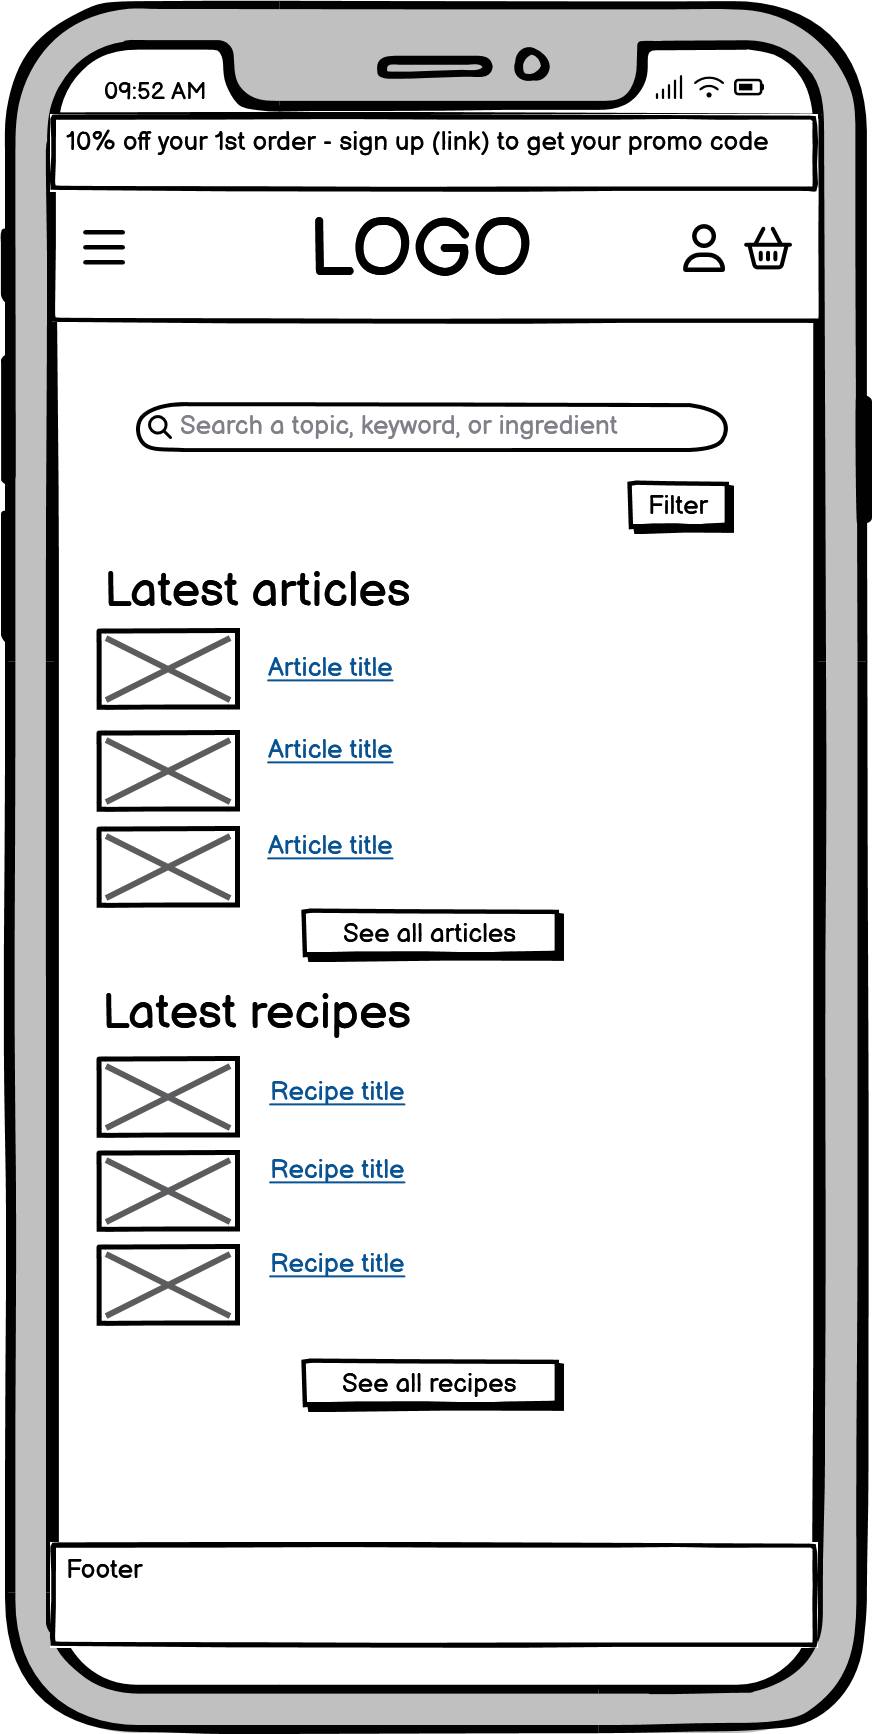 09:52 AM
10% off your 1st order - sign up (link) to get your promo code
LOGO
Search a topic, keyword, or ingredient
Filter
Latest articles
Article title
Article title
Article title
See all articles
Latest recipes
Recipe title
Recipe title
Recipe title
See all recipes
Footer